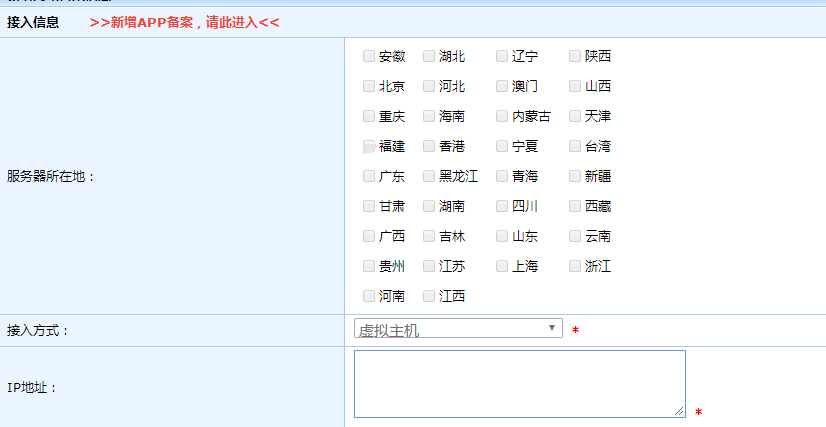 接入信息 >>新增APP备案，请此进入<<
服务器所在地：
安徽 湖北 辽宁 陕西
北京 河北 澳门 山西
重庆 海南 内蒙古 天津
福建 香港 宁夏 台湾
广东 黑龙江 青海 新疆
甘肃 湖南 四川 西藏
广西 吉林 山东 云南
贵州 江苏 上海 浙江
河南 江西
接入方式： 虚拟主机 *
IP地址： *